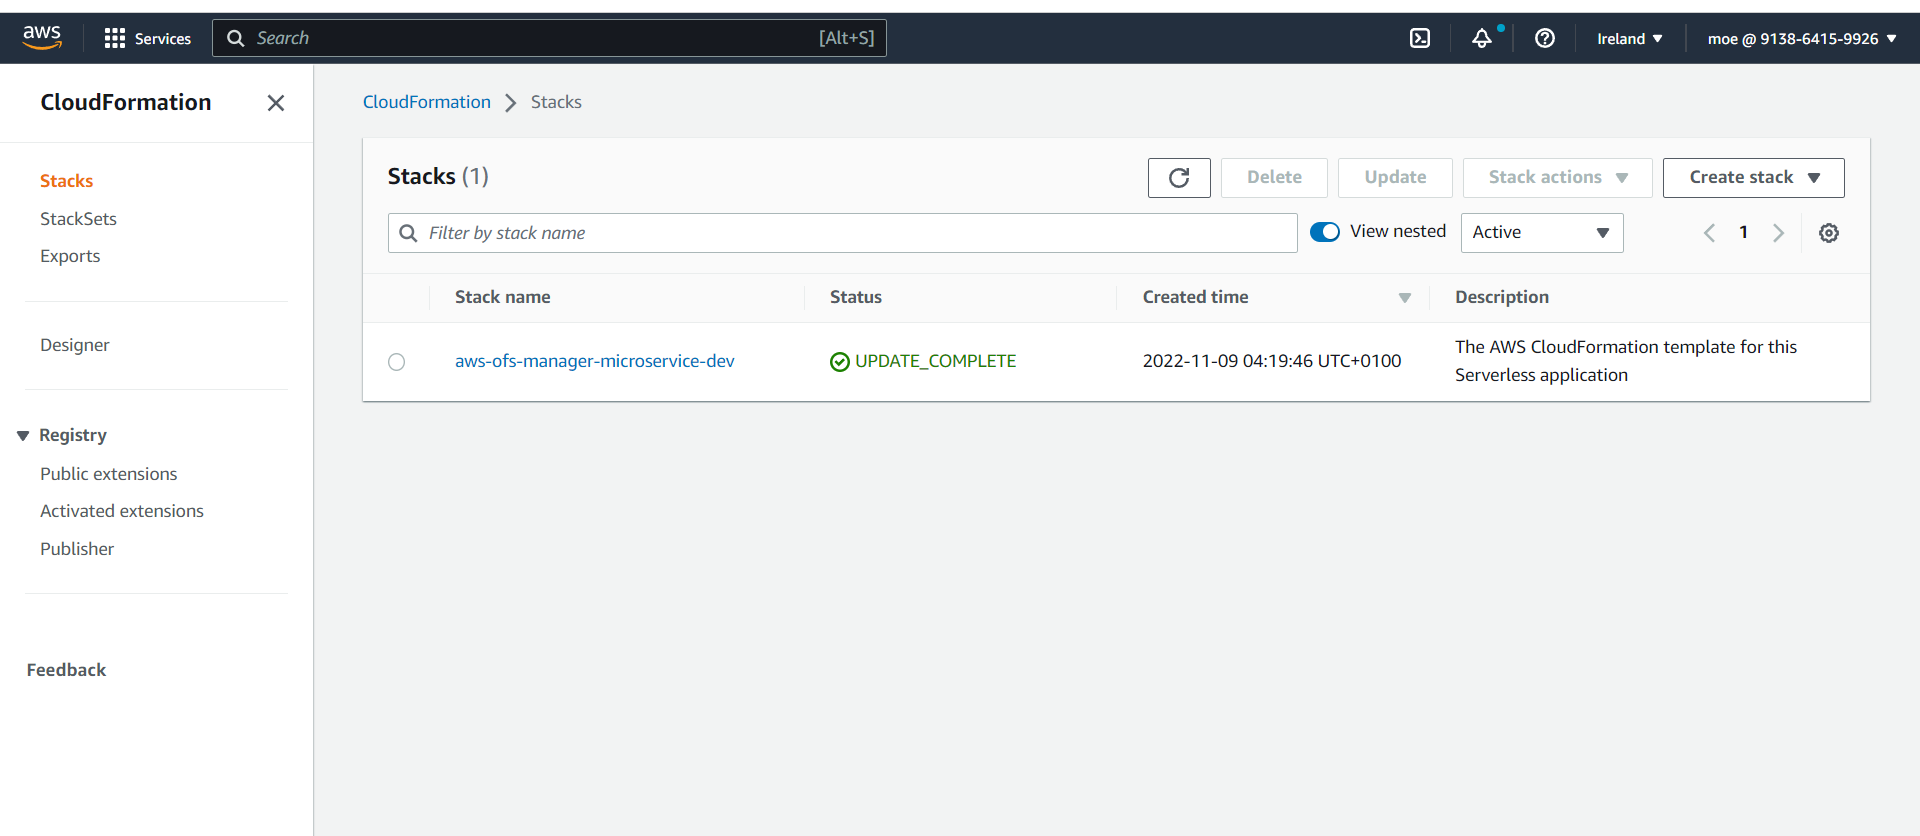 aws
Services
Search
[Alt+S]
Ireland
moe @ 9138-6415-9926
CloudFormation
Stacks
StackSets
Exports
Designer
Registry
Public extensions
Activated extensions
Publisher
Feedback
CloudFormation
Stacks
Stacks (1)
Delete
Update
Stack actions
Create stack
Filter by stack name
View nested
Active
1
Stack name
Status
Created time
Description
aws-ofs-manager-microservice-dev
UPDATE_COMPLETE
2022-11-09 04:19:46 UTC+0100
The AWS CloudFormation template for this
Serverless application